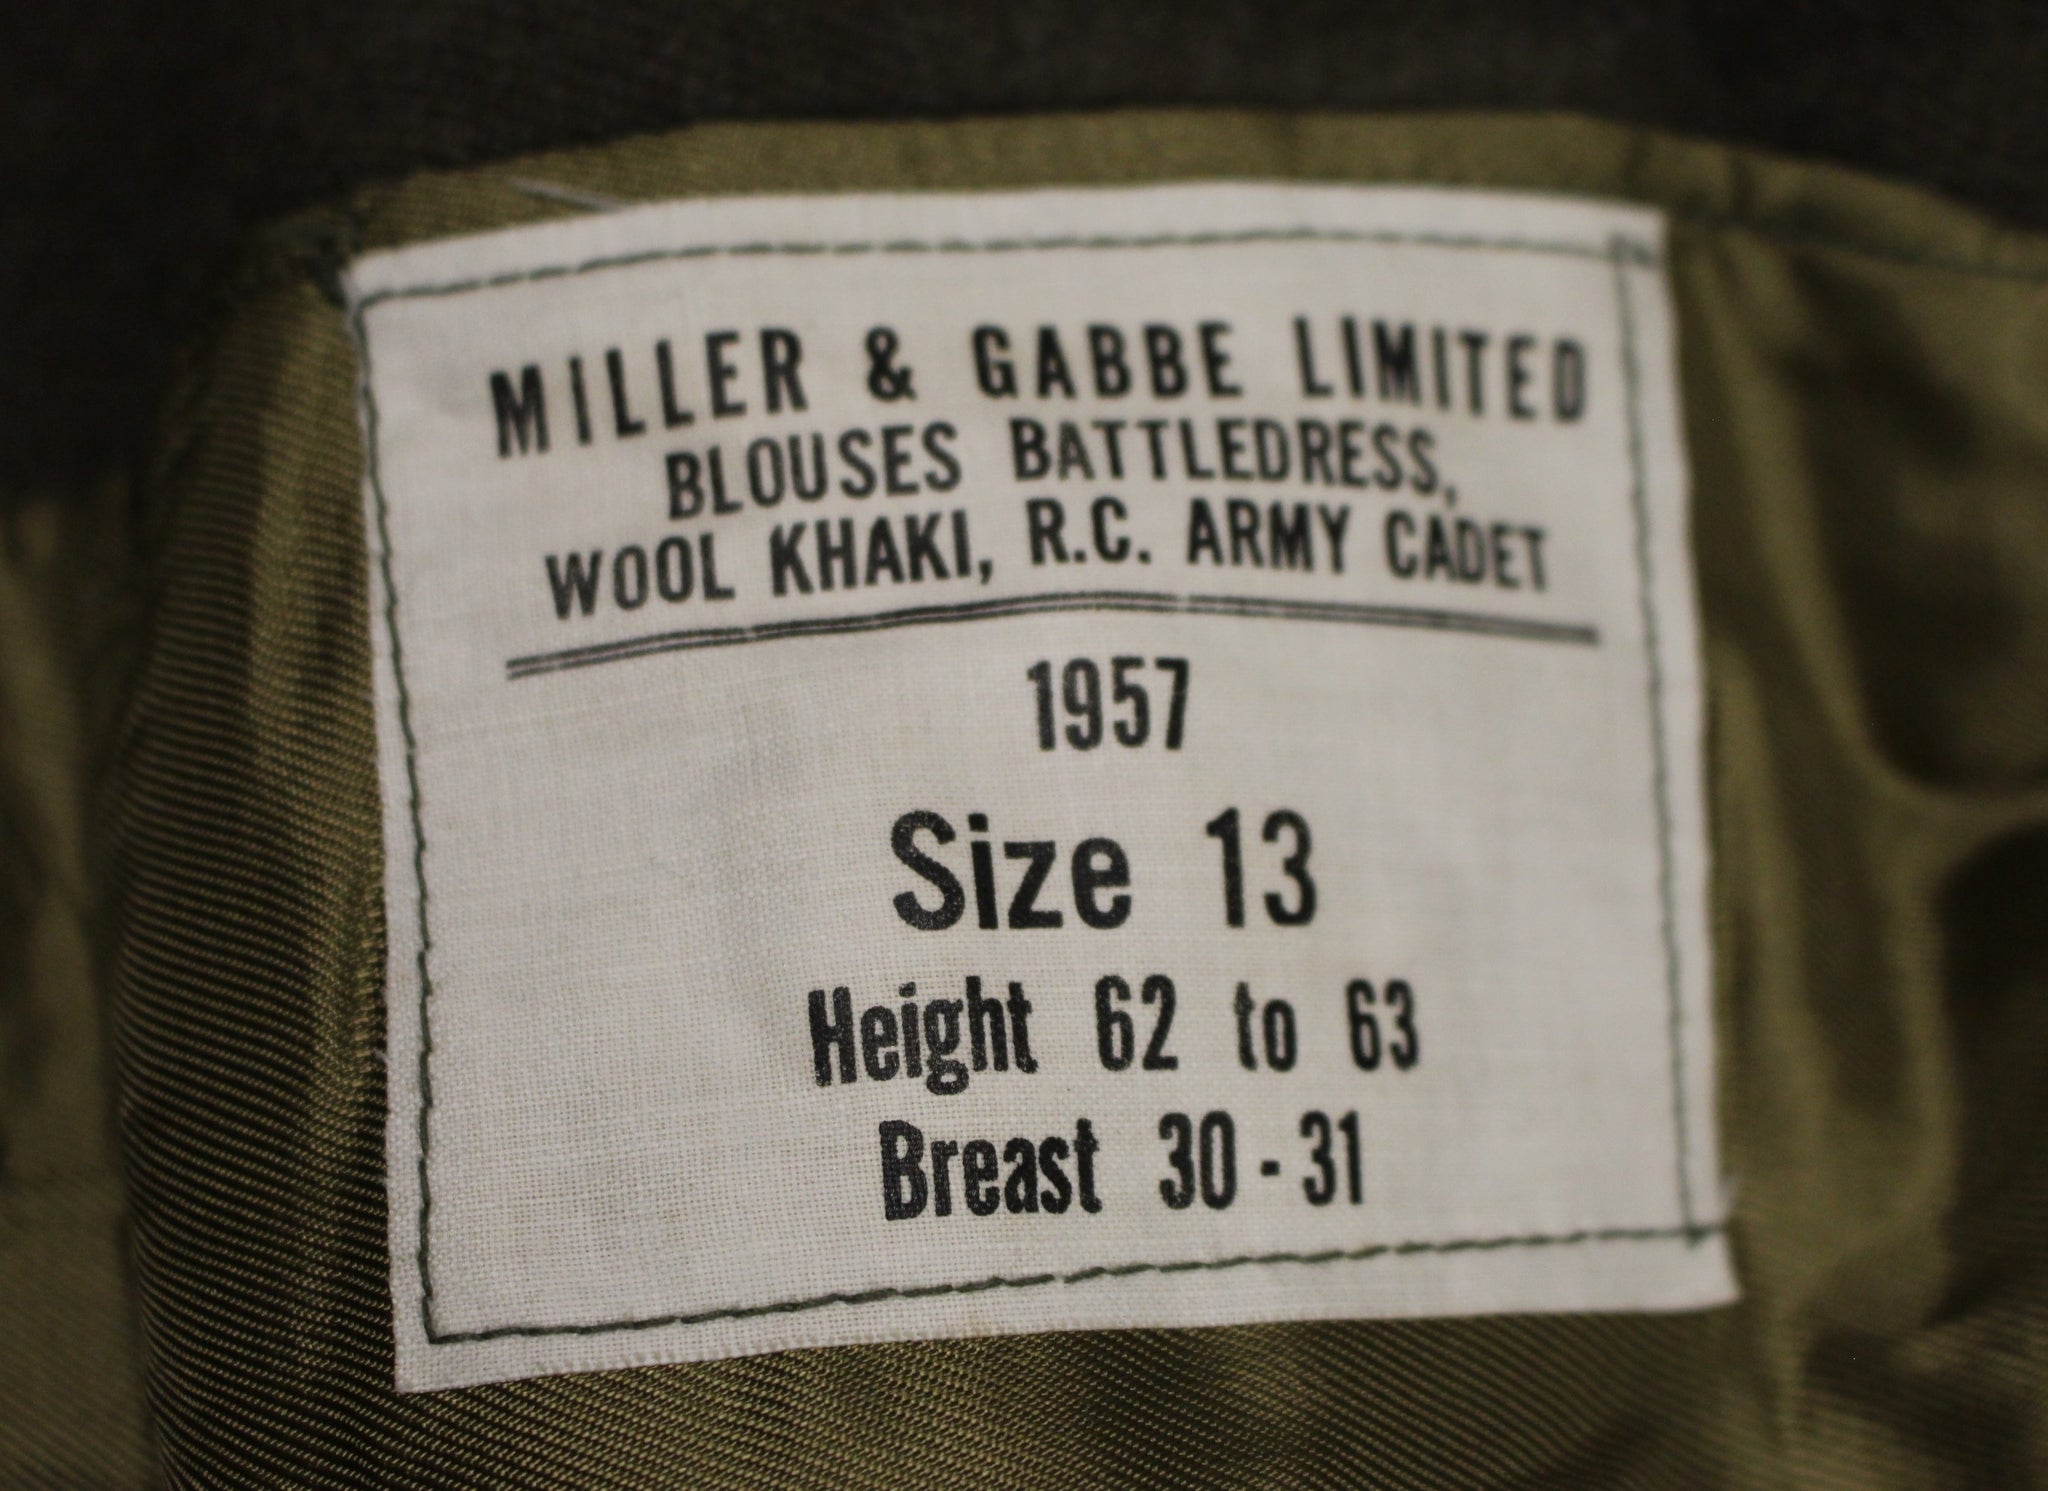 MILLER & GABBE LIMITED
BLOUSES BATTLEDRESS,
WOOL KHAKI, R.C. ARMY CADET
1957
Size 13
Height 62 to 63
Breast 30 - 31